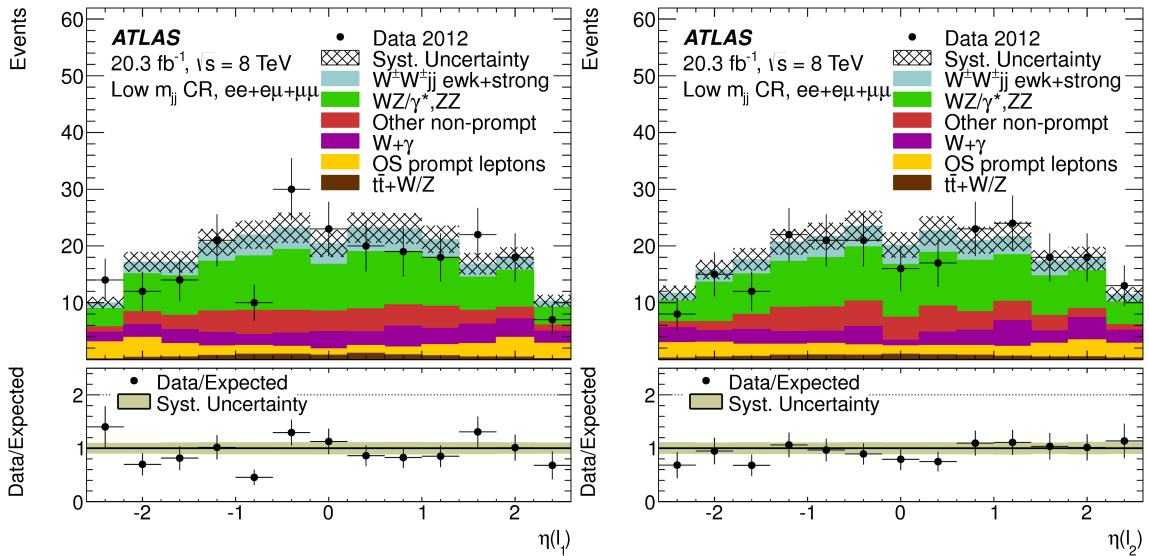 Events
60
50
40
30
20
10
ATLAS
20.3 fb⁻¹, √s = 8 TeV
Low m_jj CR, ee+eμ+μμ
Data 2012
Syst. Uncertainty
W±W±jj ewk+strong
WZ/γ*,ZZ
Other non-prompt
W+γ
OS prompt leptons
tt̄+W/Z
Data/Expected
2
1
0
Data/Expected
Syst. Uncertainty
-2 -1 0 1 2
η(l₁)
Events
60
50
40
30
20
10
ATLAS
20.3 fb⁻¹, √s = 8 TeV
Low m_jj CR, ee+eμ+μμ
Data 2012
Syst. Uncertainty
W±W±jj ewk+strong
WZ/γ*,ZZ
Other non-prompt
W+γ
OS prompt leptons
tt̄+W/Z
Data/Expected
2
1
0
Data/Expected
Syst. Uncertainty
-2 -1 0 1 2
η(l₂)